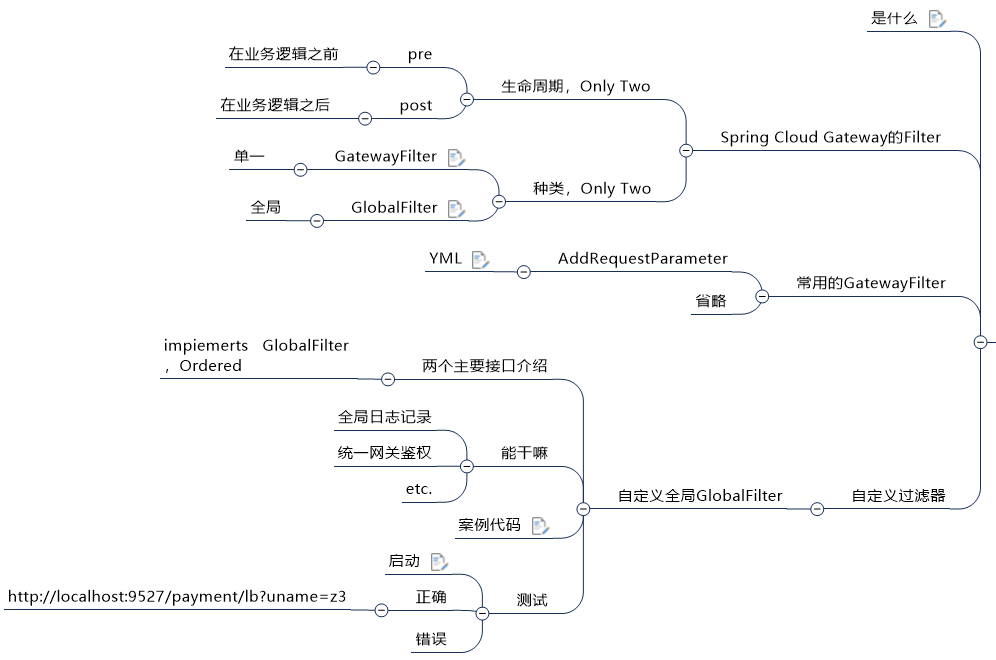 是什么
Spring Cloud Gateway的Filter
生命周期，Only Two
pre
在业务逻辑之前
post
在业务逻辑之后
种类，Only Two
GatewayFilter
单一
GlobalFilter
全局
常用的GatewayFilter
AddRequestParameter
YML
省略
自定义过滤器
自定义全局GlobalFilter
两个主要接口介绍
impiemerts GlobalFilter
，Ordered
能干嘛
全局日志记录
统一网关鉴权
etc.
案例代码
测试
启动
正确
http://localhost:9527/payment/lb?uname=z3
错误